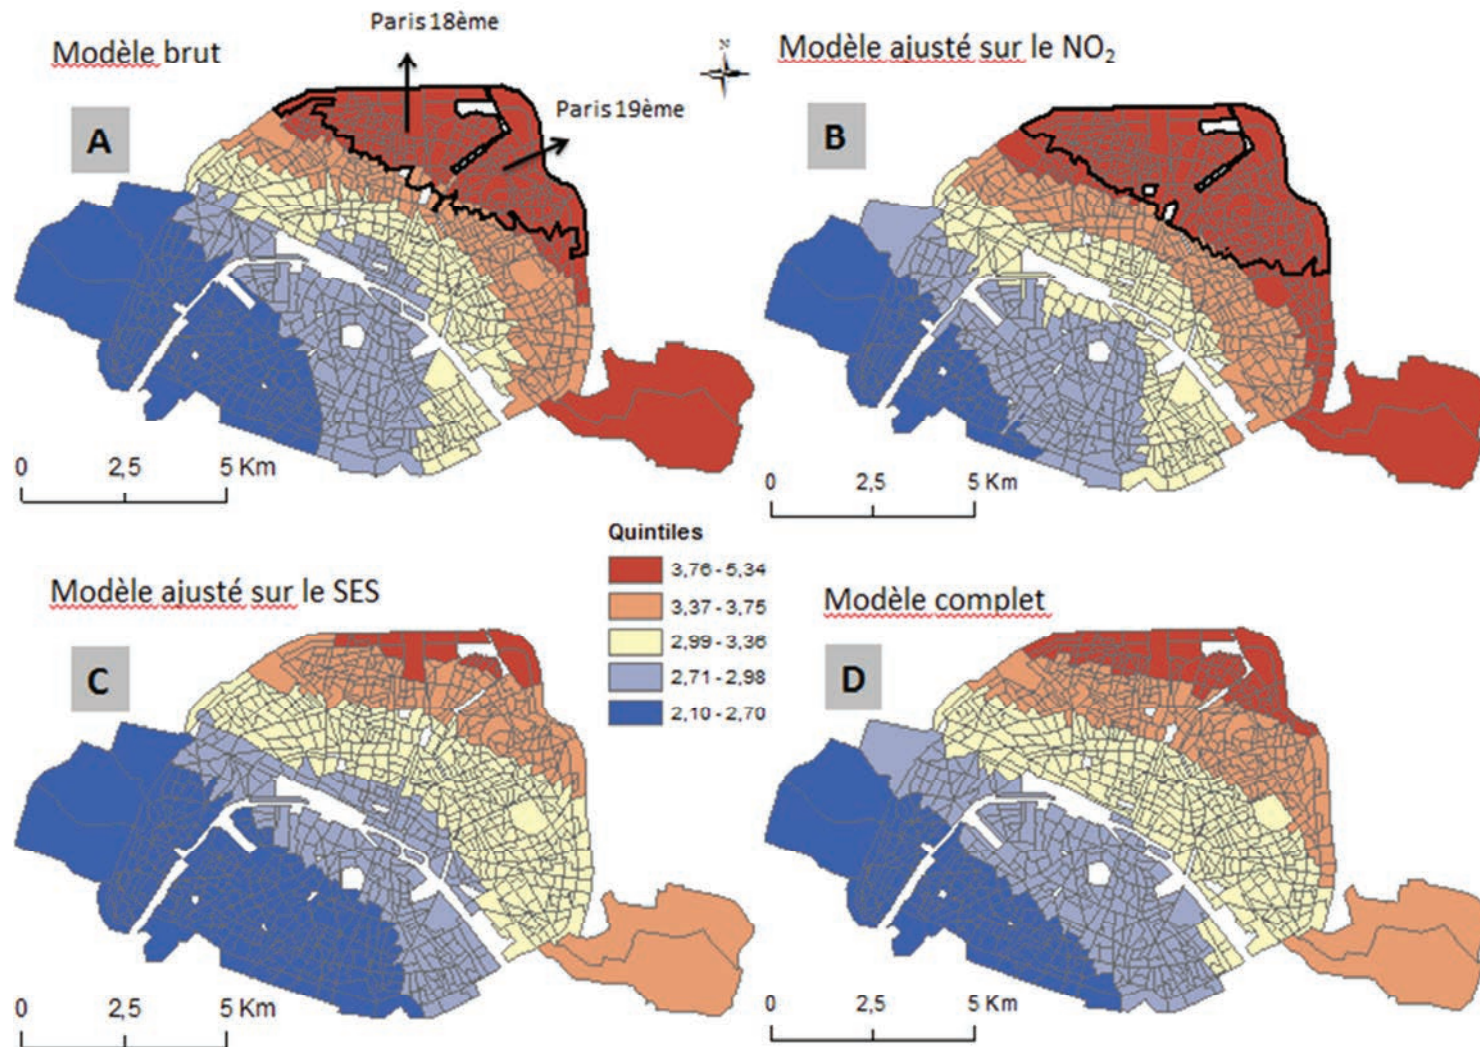 Paris 18ème
Modèle brut
Paris 19ème
A
N
Modèle ajusté sur le NO₂
B
0 2,5 5 Km
0 2,5 5 Km
Quintiles
3,76 - 5,34
3,37 - 3,75
2,99 - 3,36
2,71 - 2,98
2,10 - 2,70
Modèle ajusté sur le SES
C
Modèle complet
D
0 2,5 5 Km
0 2,5 5 Km